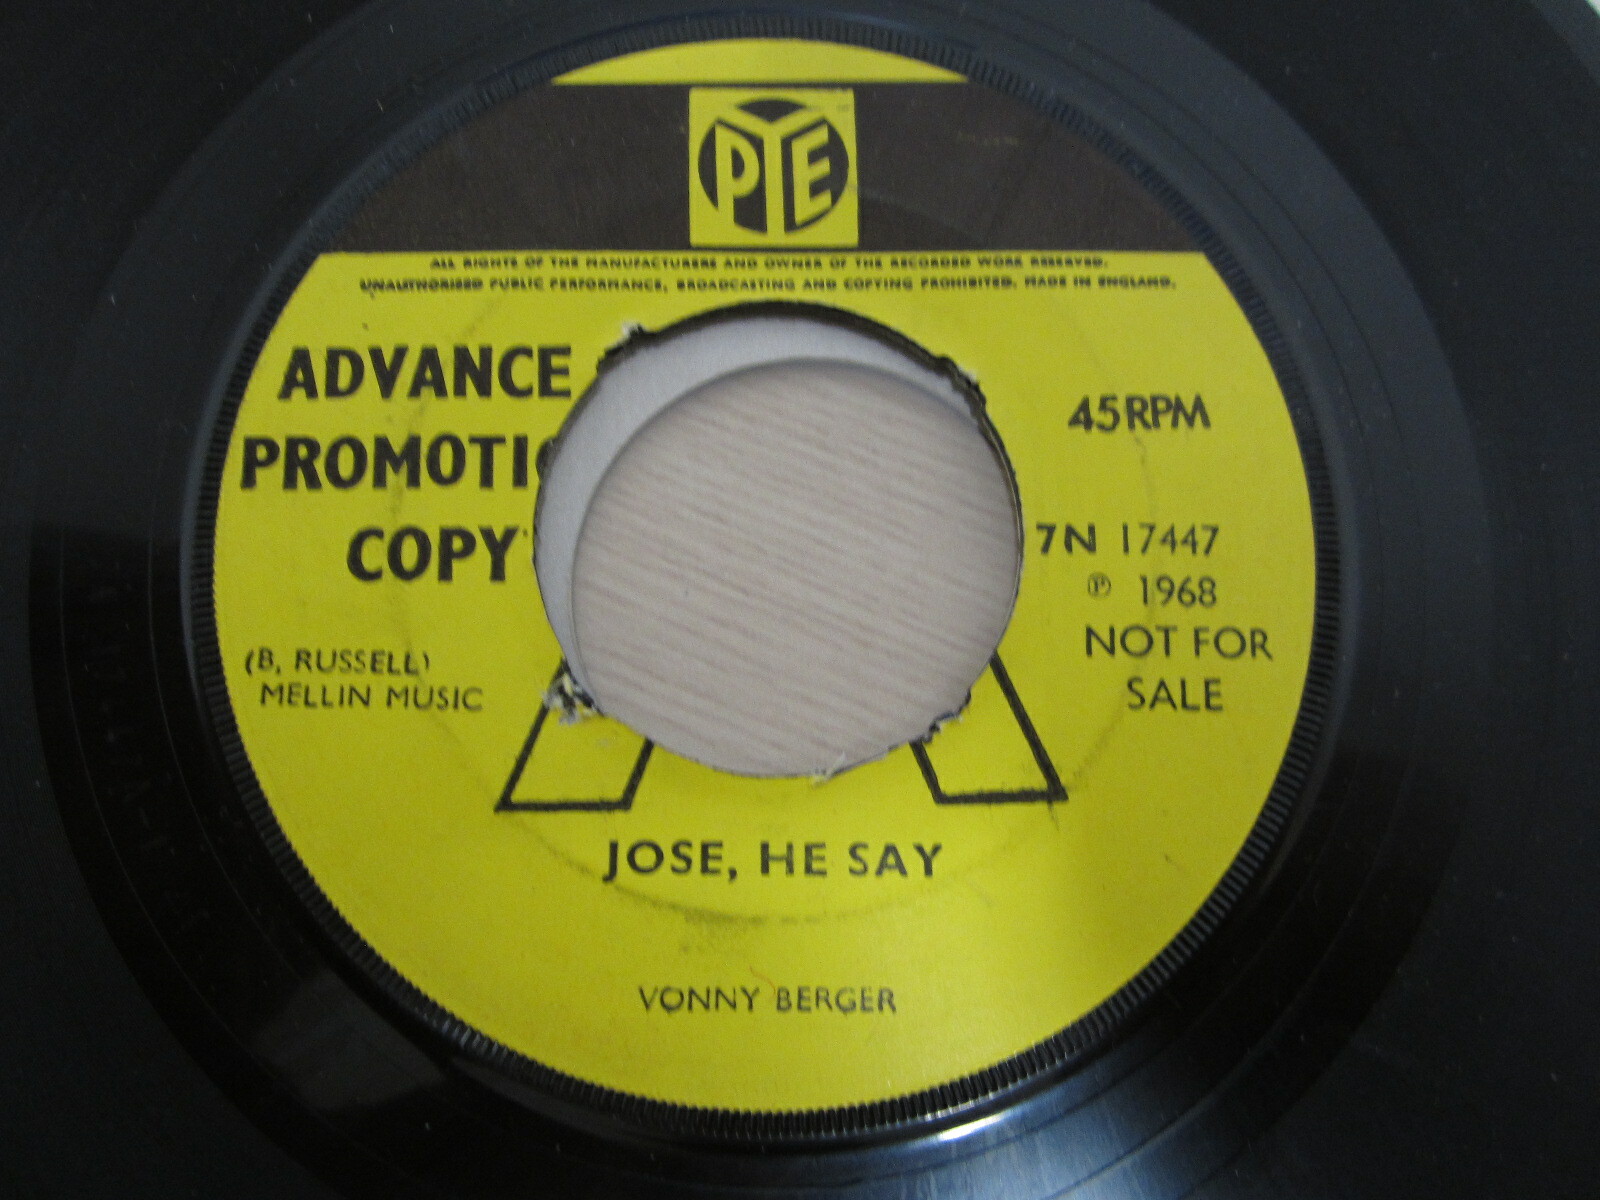 PYE
ALL RIGHTS OF THE MANUFACTURERS AND OWNER OF THE RECORDED WORK RESERVED.
UNAUTHORISED PUBLIC PERFORMANCE, BROADCASTING AND COPYING PROHIBITED. MADE IN ENGLAND.
ADVANCE
PROMOTI
COPY
45RPM
7N 17447
℗ 1968
NOT FOR
SALE
(B, RUSSELL)
MELLIN MUSIC
A
JOSE, HE SAY
VONNY BERGER